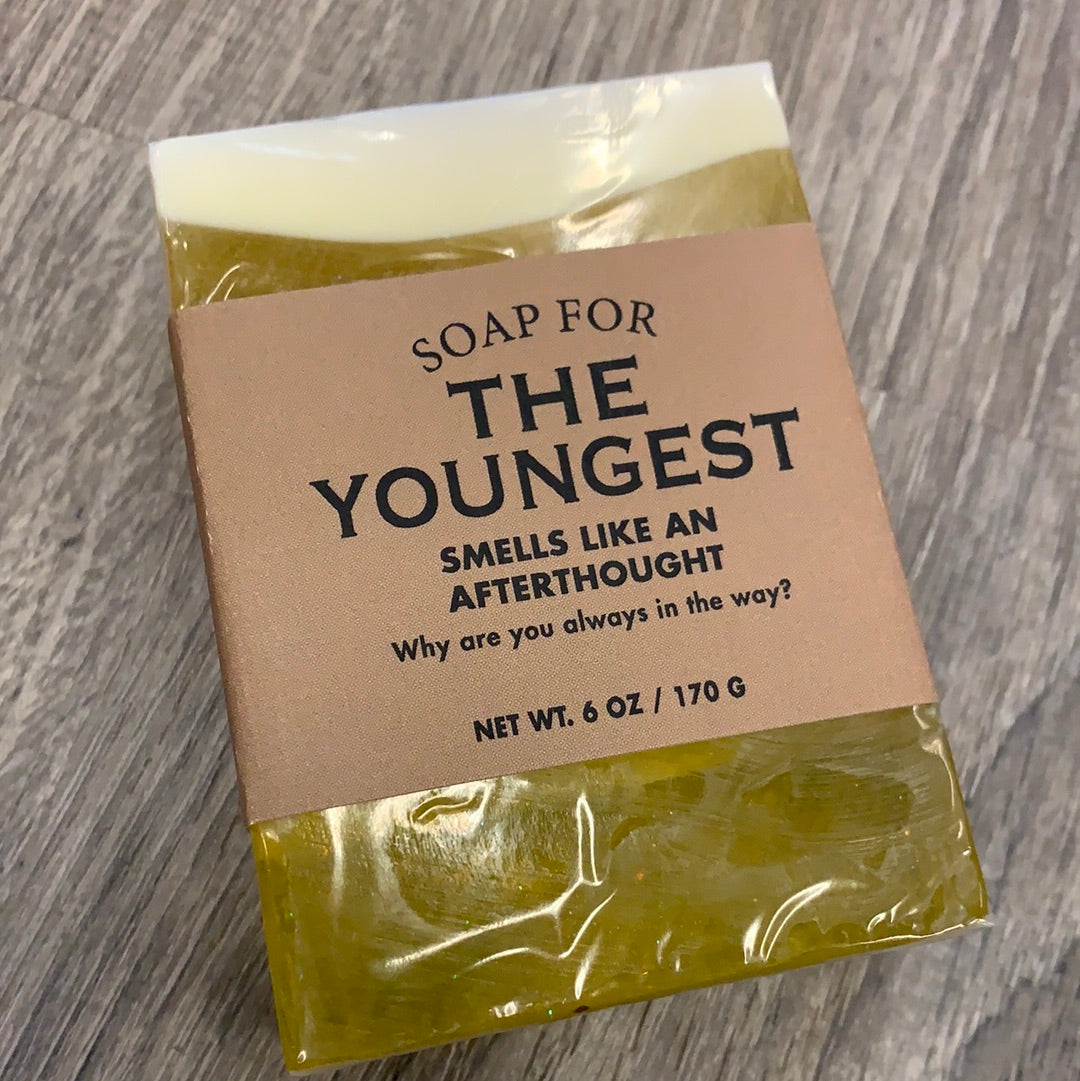 SOAP FOR
THE
YOUNGEST
SMELLS LIKE AN
AFTERTHOUGHT
Why are you always in the way?
NET WT. 6 OZ / 170 G